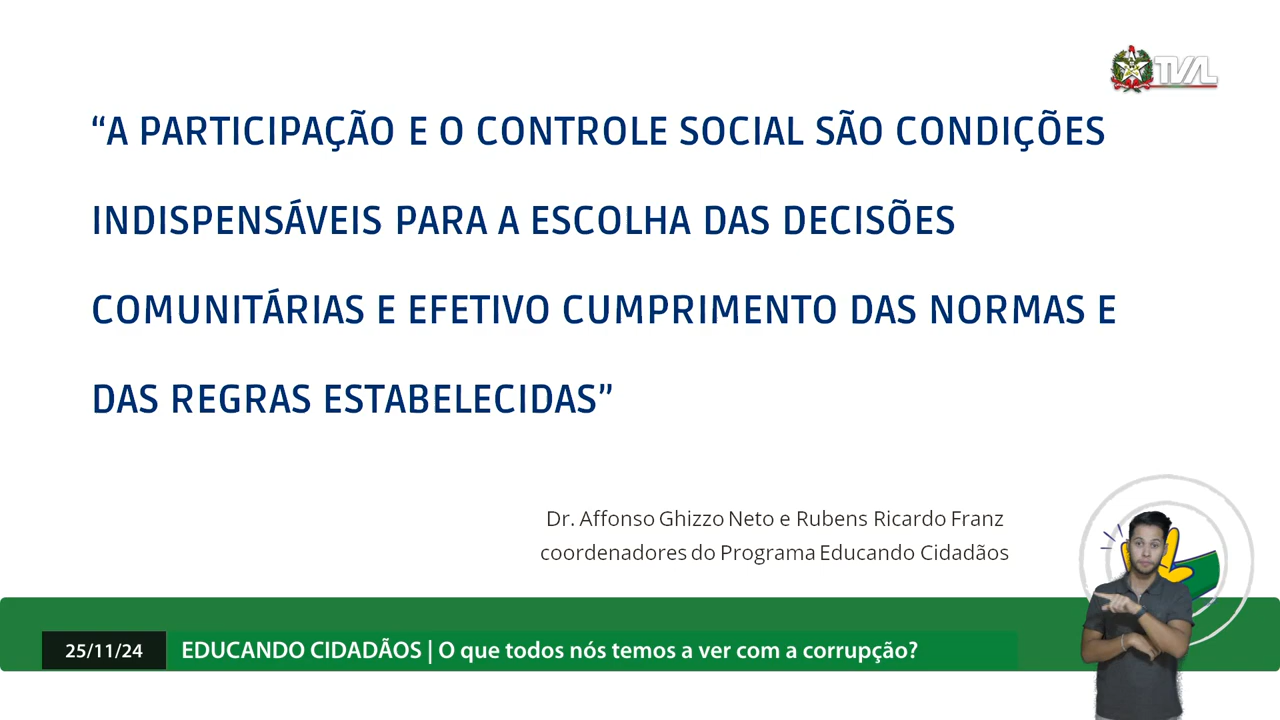 TVAL
“A PARTICIPAÇÃO E O CONTROLE SOCIAL SÃO CONDIÇÕES
INDISPENSÁVEIS PARA A ESCOLHA DAS DECISÕES
COMUNITÁRIAS E EFETIVO CUMPRIMENTO DAS NORMAS E
DAS REGRAS ESTABELECIDAS”
Dr. Affonso Ghizzo Neto e Rubens Ricardo Franz
coordenadores do Programa Educando Cidadãos
25/11/24 EDUCANDO CIDADÃOS | O que todos nós temos a ver com a corrupção?